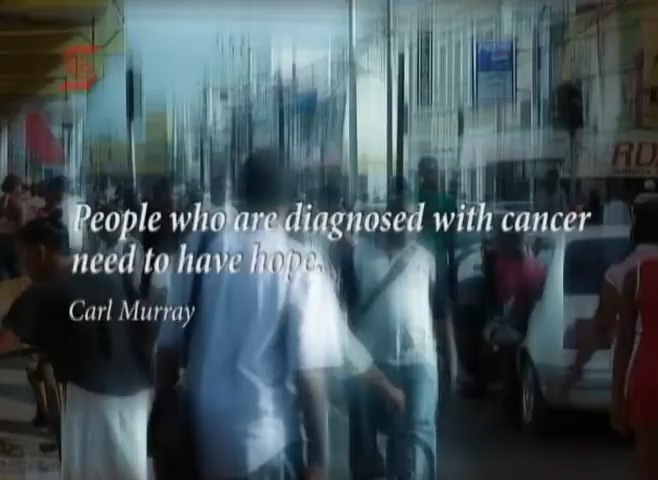 People who are diagnosed with cancer
need to have hope.
Carl Murray